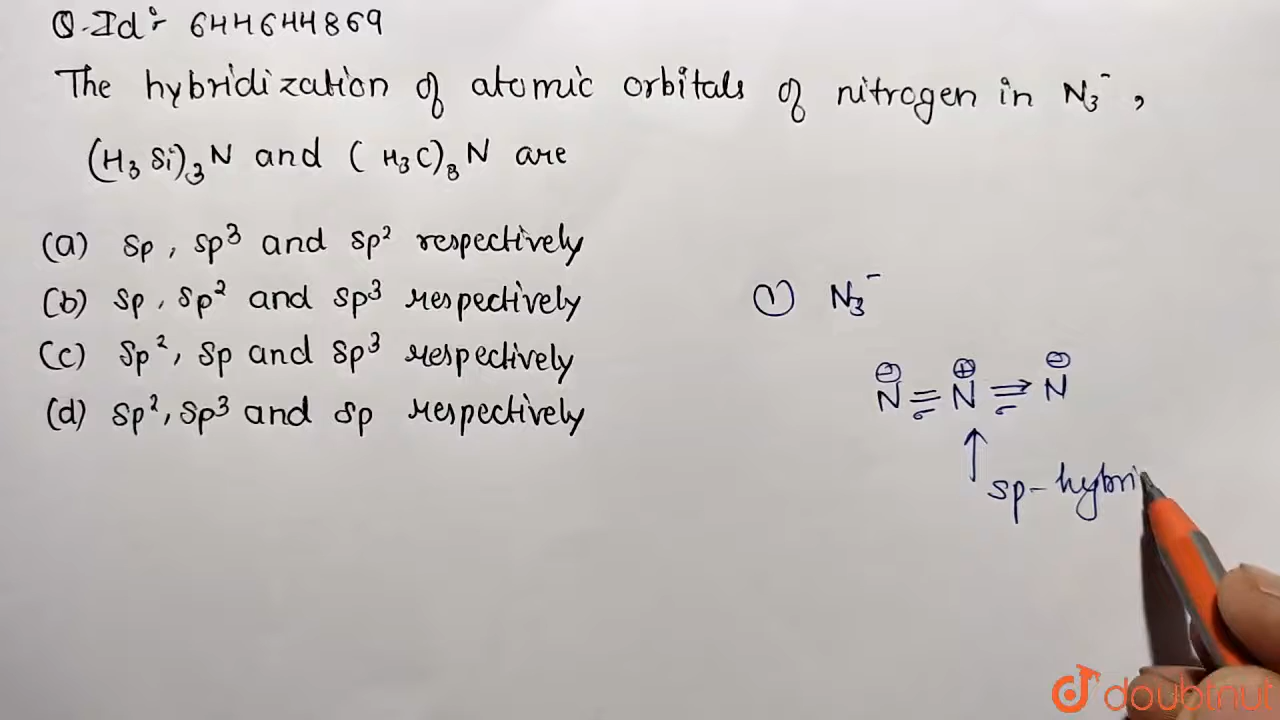 Q.Id:- 644644869
The hybridization of atomic orbitals of nitrogen in N₃⁻,
(H₃Si)₃N and (H₃C)₃N are
(a) sp, sp³ and sp² respectively
(b) sp, sp² and sp³ respectively
(c) sp², sp and sp³ respectively
(d) sp², sp³ and sp respectively
① N₃⁻
⊖ ⊕ ⊖
N = N ⇒ N
↑
sp-hybri
doubtnut